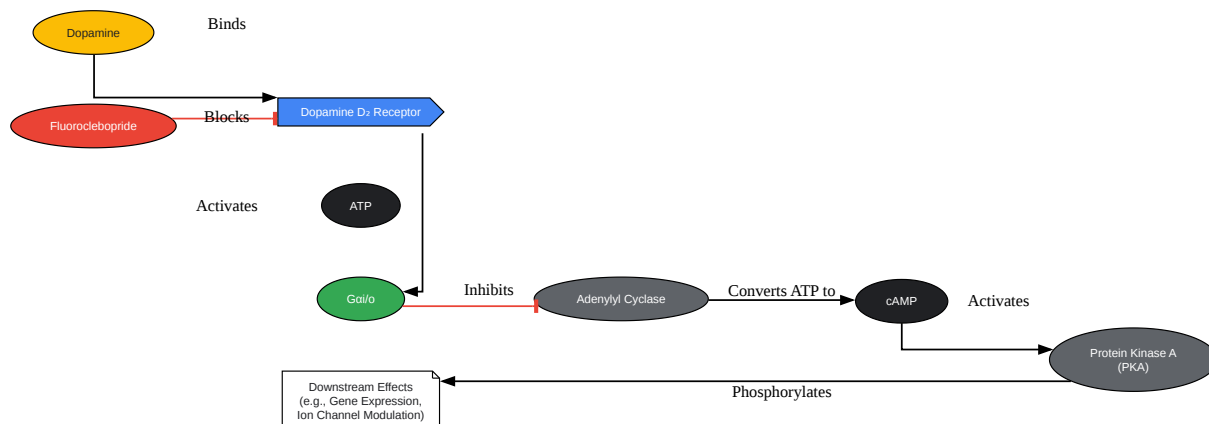 Binds
Dopamine
Dopamine D₂ Receptor
Blocks
Fluoroclebopride
Activates
ATP
Gαi/o
Inhibits
Adenylyl Cyclase
Converts ATP to
cAMP
Activates
Protein Kinase A
(PKA)
Downstream Effects
(e.g., Gene Expression,
Ion Channel Modulation)
Phosphorylates